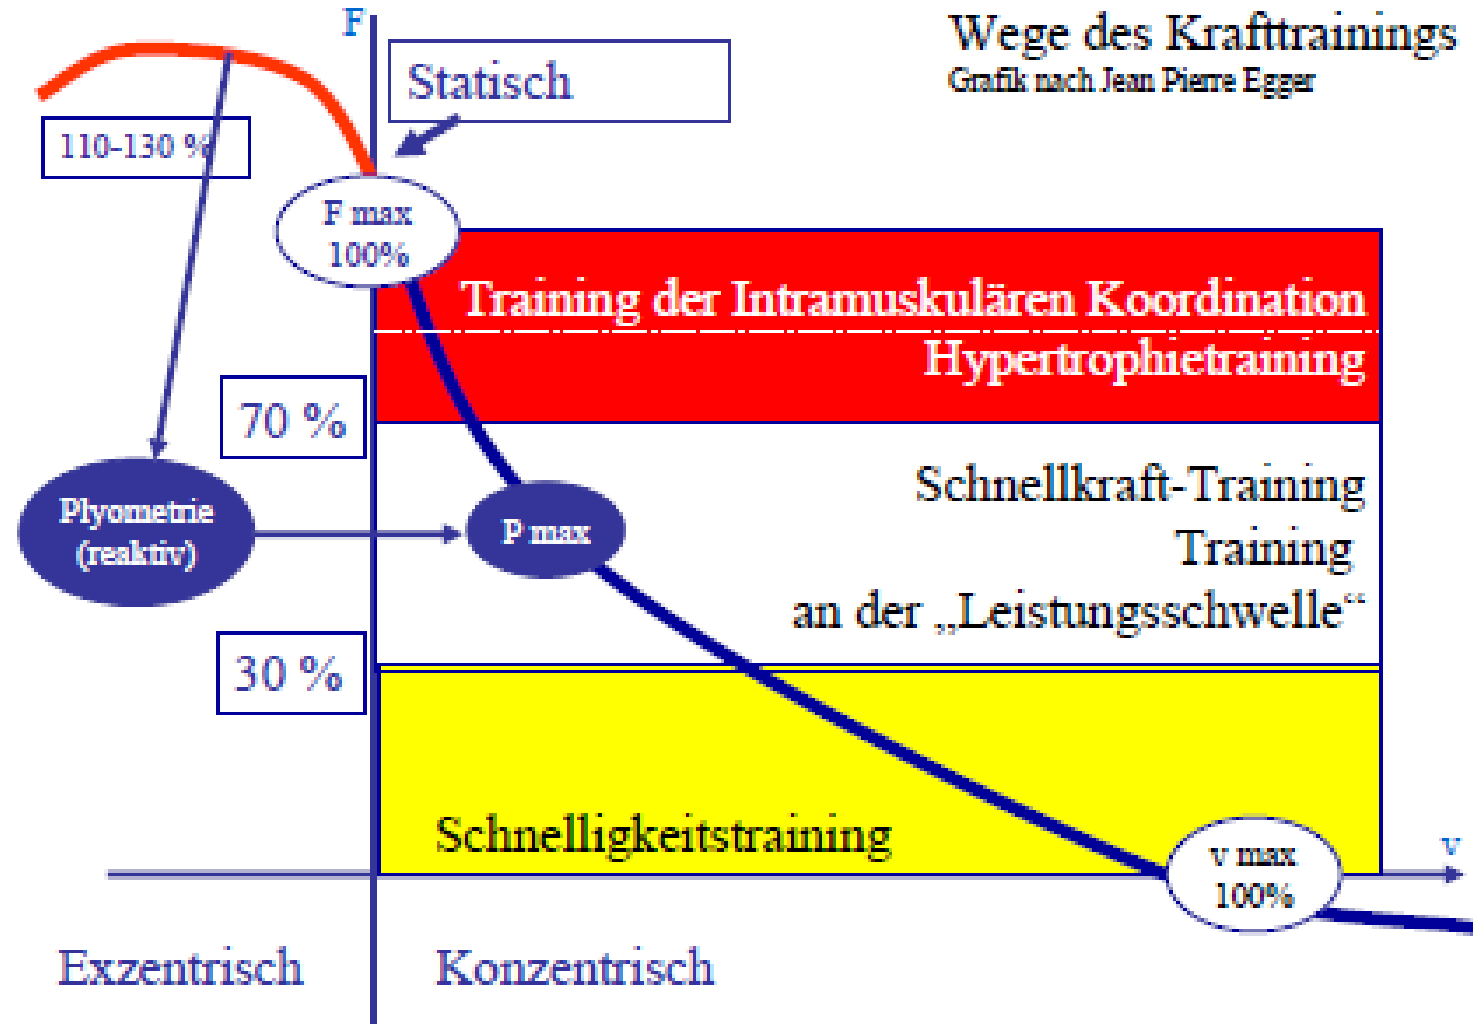 F
Wege des Krafttrainings
Grafik nach Jean Pierre Egger
Statisch
110-130 %
F max
100%
Training der Intramuskulären Koordination
Hypertrophietraining
70 %
Schnellkraft-Training
Training
an der „Leistungsschwelle“
Plyometrie
(reaktiv)
P max
30 %
Schnelligkeitstraining
v max
100%
v
Exzentrisch
Konzentrisch